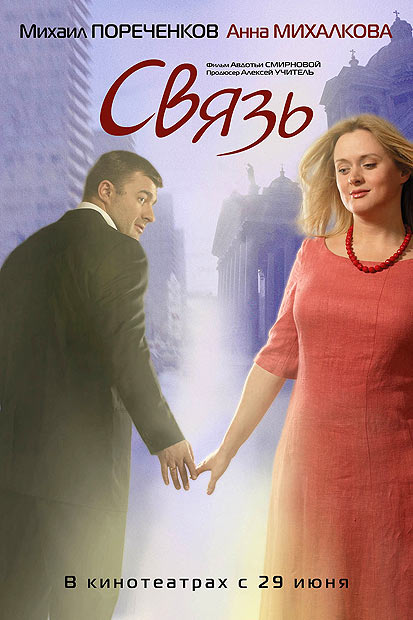 Михаил ПОРЕЧЕНКОВ Анна МИХАЛКОВА
Фильм Авдотьи СМИРНОВОЙ
Продюсер Алексей УЧИТЕЛЬ
Связь
В кинотеатрах с 29 июня